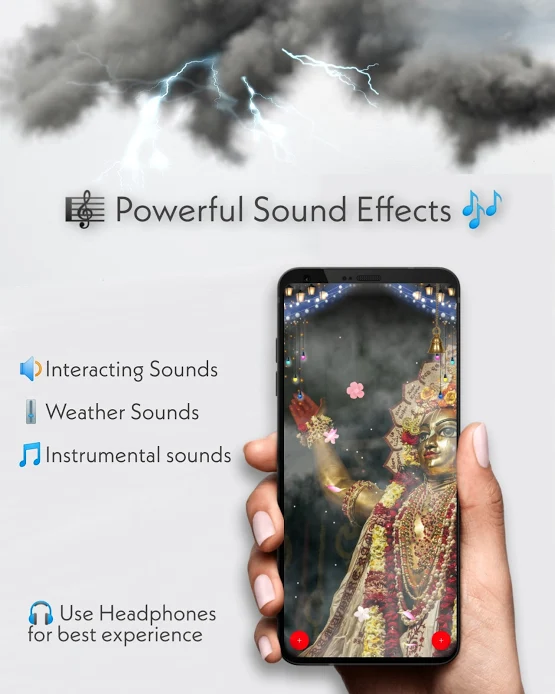 Powerful Sound Effects
Interacting Sounds
Weather Sounds
Instrumental sounds
Use Headphones
for best experience